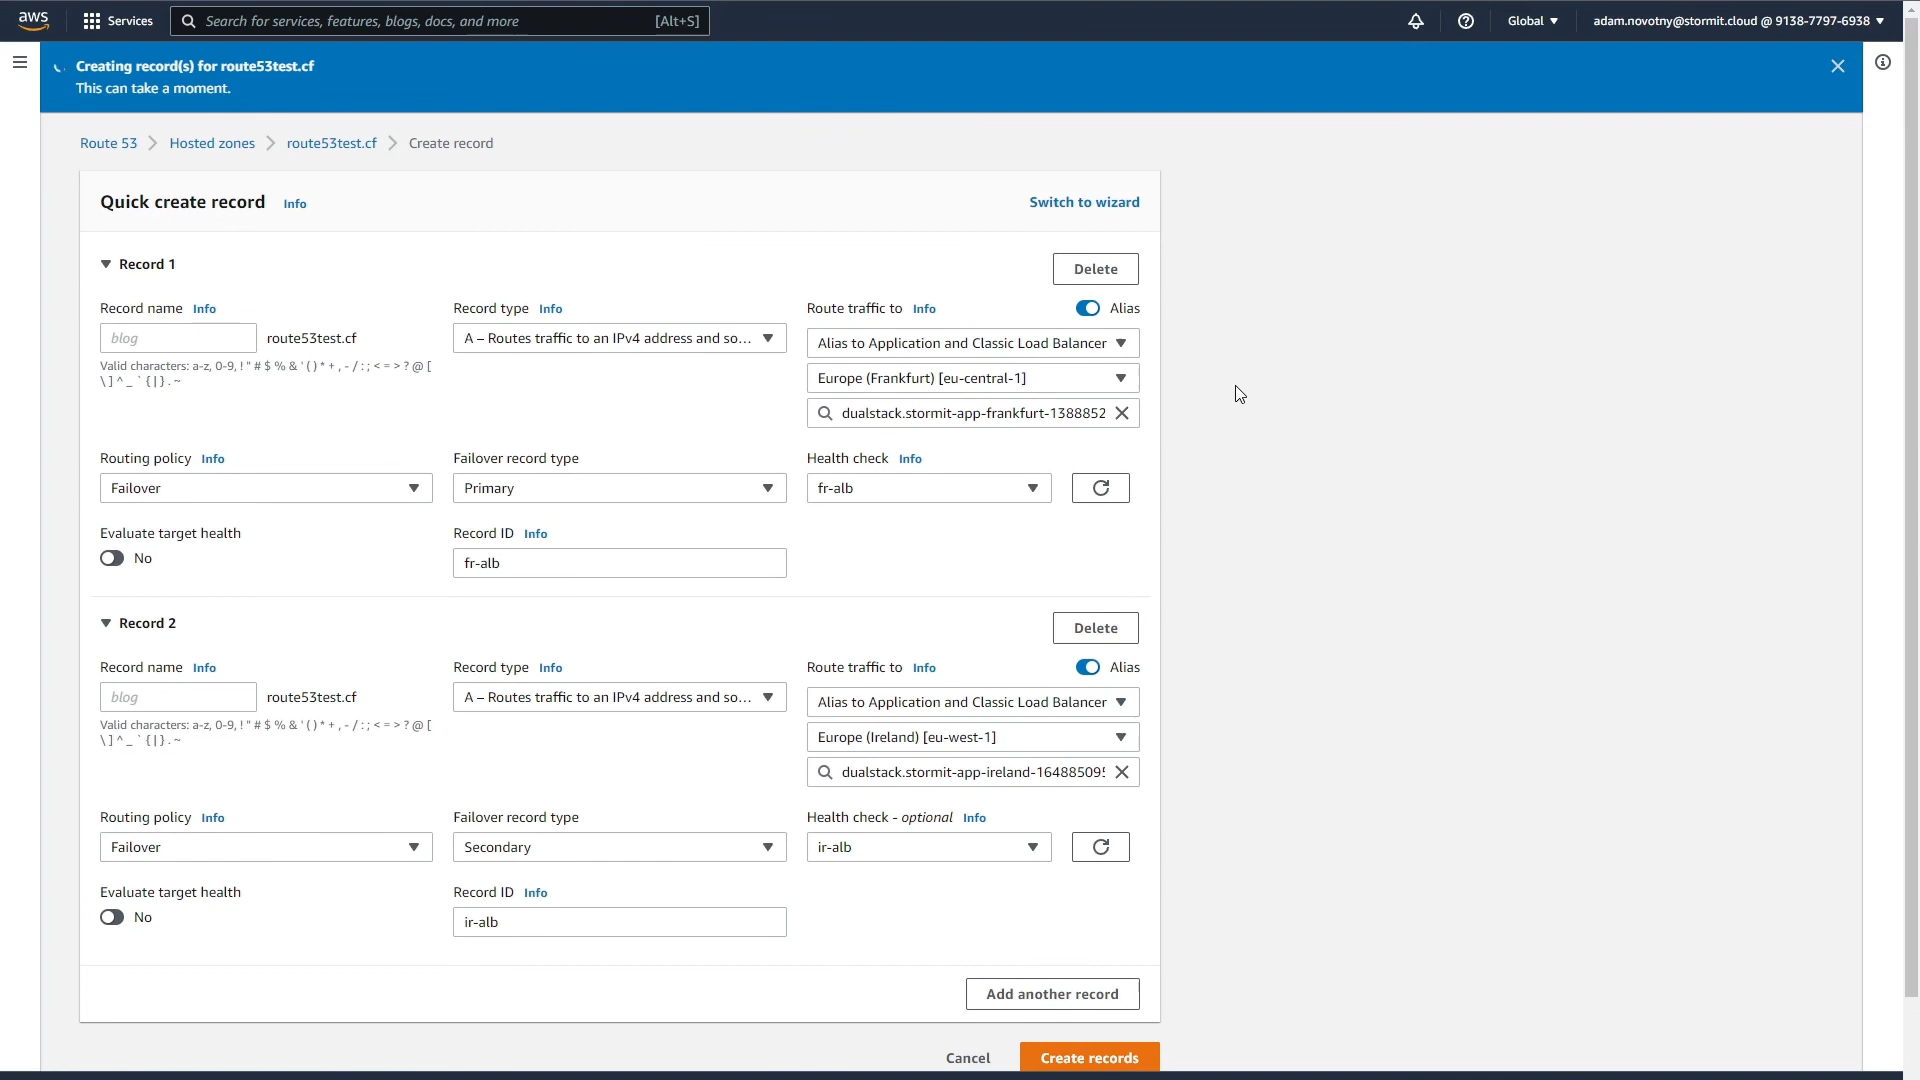 aws
Services
Search for services, features, blogs, docs, and more [Alt+S]
Global
adam.novotny@stormit.cloud @ 9138-7797-6938
Creating record(s) for route53test.cf
This can take a moment.
Route 53 > Hosted zones > route53test.cf > Create record
Quick create record Info
Switch to wizard
Record 1
Delete
Record name Info
blog
route53test.cf
Valid characters: a-z, 0-9, ! " # $ % & ' ( ) * + , - / : ; < = > ? @ [
\ ] ^ _ ` { | } . ~
Record type Info
A – Routes traffic to an IPv4 address and so...
Route traffic to Info
Alias
Alias to Application and Classic Load Balancer
Europe (Frankfurt) [eu-central-1]
dualstack.stormit-app-frankfurt-1388852
Routing policy Info
Failover
Failover record type
Primary
Health check Info
fr-alb
Evaluate target health
No
Record ID Info
fr-alb
Record 2
Delete
Record name Info
blog
route53test.cf
Valid characters: a-z, 0-9, ! " # $ % & ' ( ) * + , - / : ; < = > ? @ [
\ ] ^ _ ` { | } . ~
Record type Info
A – Routes traffic to an IPv4 address and so...
Route traffic to Info
Alias
Alias to Application and Classic Load Balancer
Europe (Ireland) [eu-west-1]
dualstack.stormit-app-ireland-164885095
Routing policy Info
Failover
Failover record type
Secondary
Health check - optional Info
ir-alb
Evaluate target health
No
Record ID Info
ir-alb
Add another record
Cancel
Create records